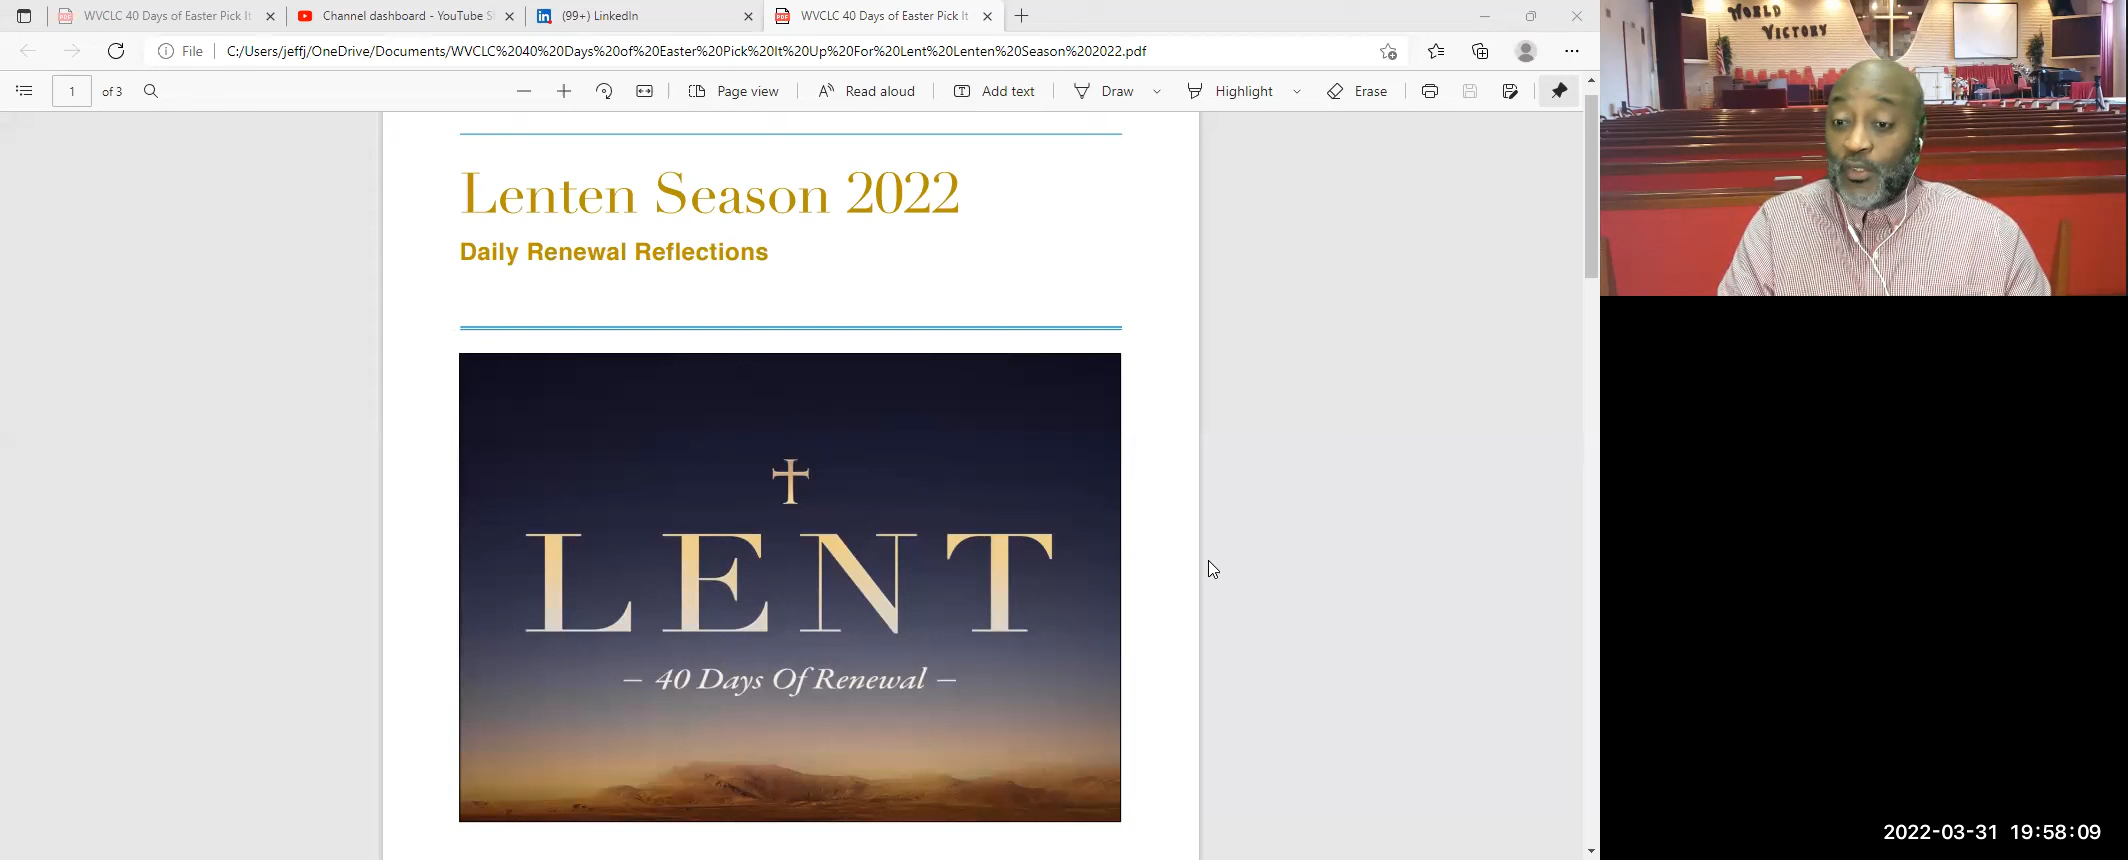 WVCLC 40 Days of Easter Pick It
Channel dashboard - YouTube S
(99+) LinkedIn
WVCLC 40 Days of Easter Pick It
File
C:/Users/jeffj/OneDrive/Documents/WVCLC%2040%20Days%20of%20Easter%20Pick%20It%20Up%20For%20Lent%20Lenten%20Season%202022.pdf
1 of 3
Page view
Read aloud
Add text
Draw
Highlight
Erase
Lenten Season 2022
Daily Renewal Reflections
LENT
– 40 Days Of Renewal –
WORLD
VICTORY
2022-03-31 19:58:09